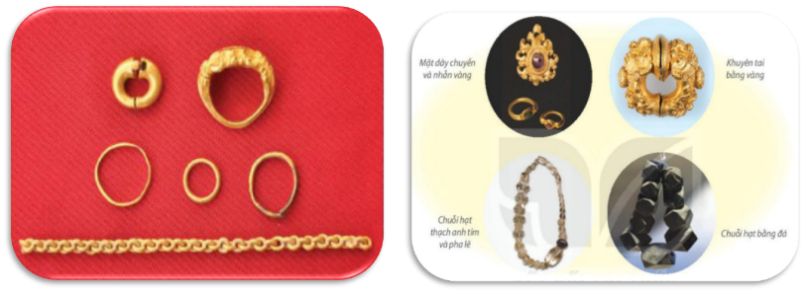 Mặt dây chuyền
và nhẫn vàng
Khuyên tai
bằng vàng
Chuỗi hạt
thạch anh tím
và pha lê
Chuỗi hạt bằng đá